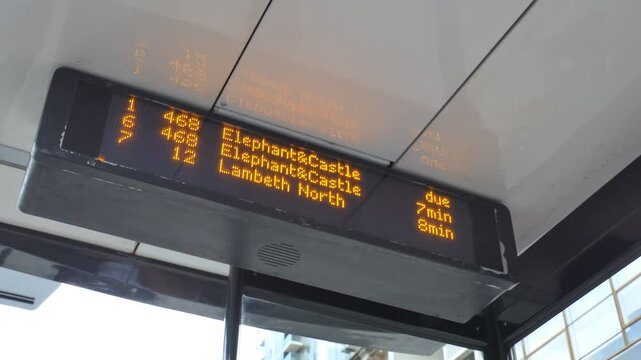 1 468 Elephant&Castle due
6 468 Elephant&Castle 7min
7 12 Lambeth North 8min